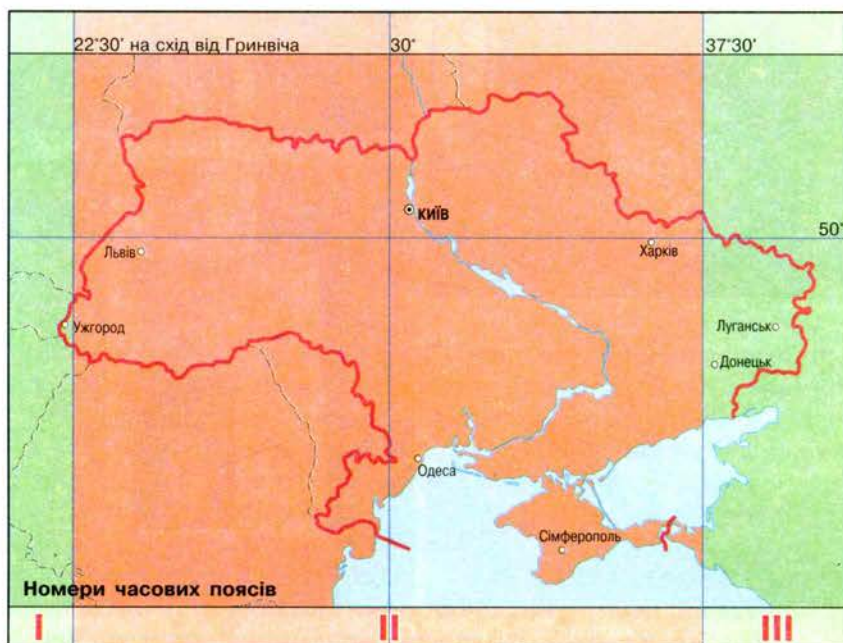 22°30' на схід від Гринвіча
30°
37°30'
КИЇВ
50°
Львів
Харків
Ужгород
Луганськ
Донецьк
Одеса
Сімферополь
Номери часових поясів
I
II
III